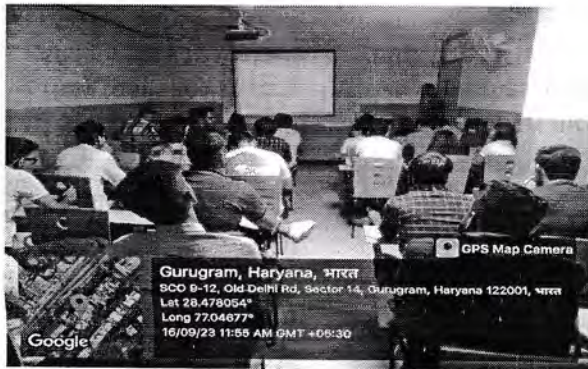 GPS Map Camera
Gurugram, Haryana, भारत
SCO 9-12, Old Delhi Rd, Sector 14, Gurugram, Haryana 122001, भारत
Lat 28.478054°
Long 77.04677°
16/09/23 11:55 AM GMT +05:30
Google